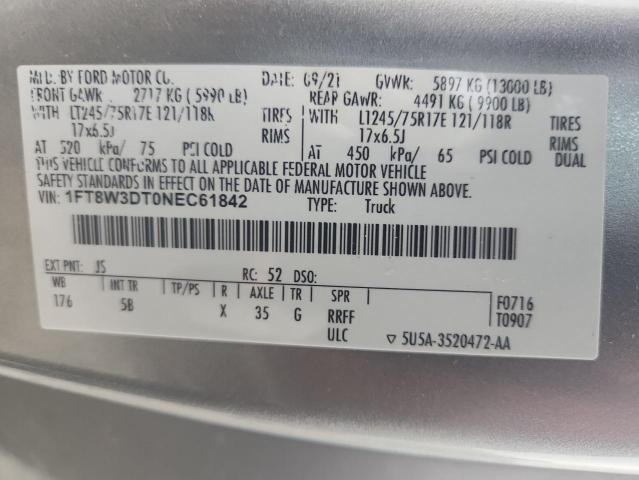 MFD. BY FORD MOTOR CO.
DATE: 09/21 GVWR: 5897 KG (13000 LB)
FRONT GAWR: 2717 KG (5990 LB) REAR GAWR: 4491 KG (9900 LB)
WITH LT245/75R17E 121/118R TIRES WITH LT245/75R17E 121/118R TIRES
17x6.5J RIMS 17x6.5J RIMS
AT 520 kPa/ 75 PSI COLD AT 450 kPa/ 65 PSI COLD DUAL
THIS VEHICLE CONFORMS TO ALL APPLICABLE FEDERAL MOTOR VEHICLE
SAFETY STANDARDS IN EFFECT ON THE DATE OF MANUFACTURE SHOWN ABOVE.
VIN: 1FT8W3DT0NEC61842 TYPE: Truck
EXT PNT: JS RC: 52 DSO:
WB INT TR TP/PS R AXLE TR SPR F0716
176 5B X 35 G RRFF T0907
ULC ▽ 5U5A-3520472-AA